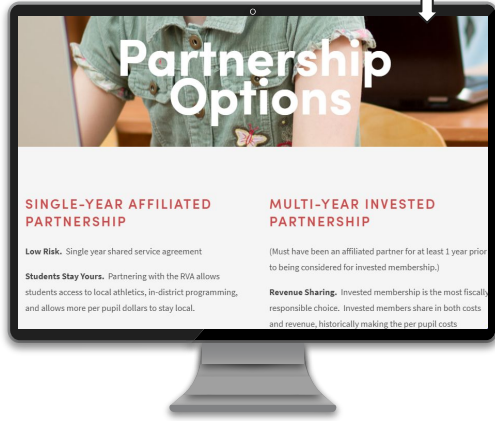 Partnership
Options
SINGLE-YEAR AFFILIATED
PARTNERSHIP
Low Risk. Single year shared service agreement
Students Stay Yours. Partnering with the RVA allows
students access to local athletics, in-district programming,
and allows more per pupil dollars to stay local.
MULTI-YEAR INVESTED
PARTNERSHIP
(Must have been an affiliated partner for at least 1 year prior
to being considered for invested membership.)
Revenue Sharing. Invested membership is the most fiscally
responsible choice. Invested members share in both costs
and revenue, historically making the per pupil costs